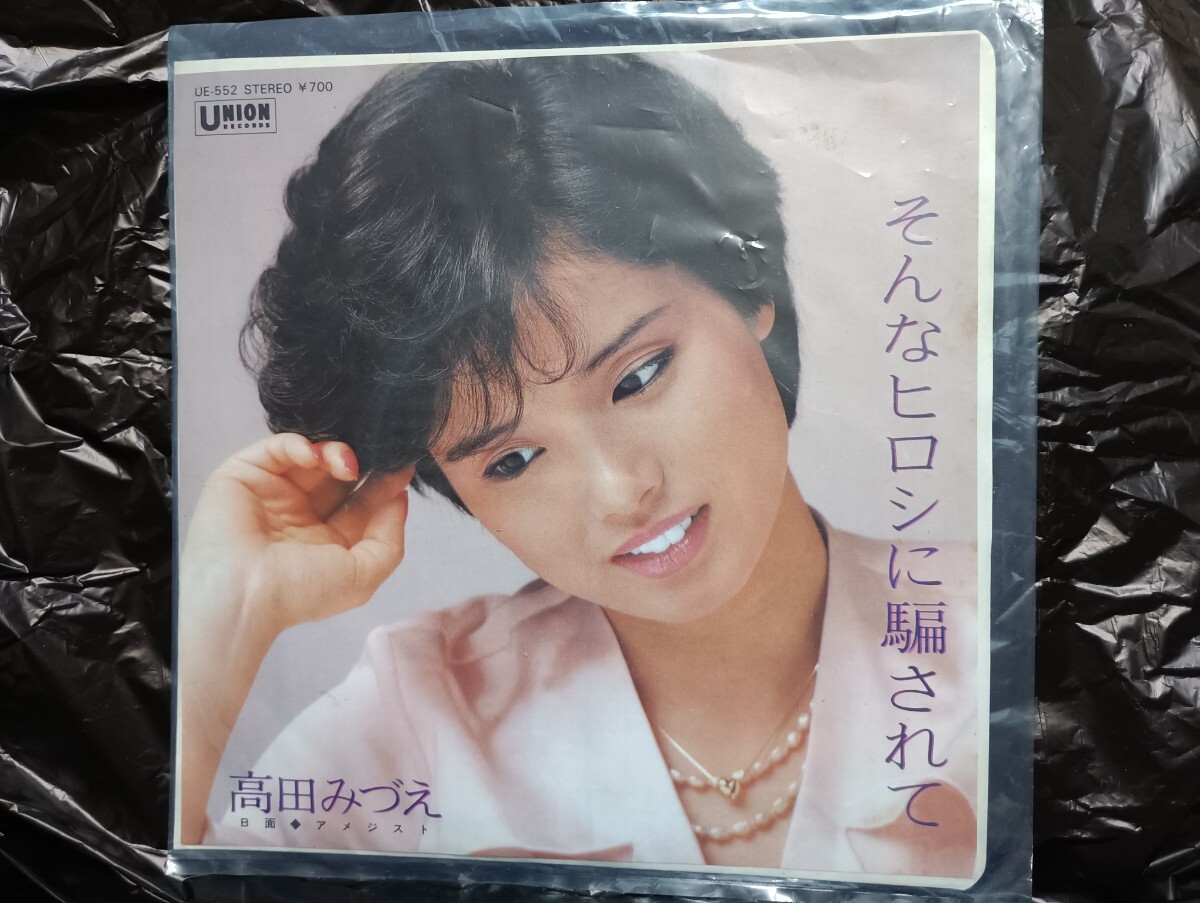 UE-552 STEREO ¥700
UNION
RECORDS
そんなヒロシに騙されて
高田みづえ
B面◆アメジスト